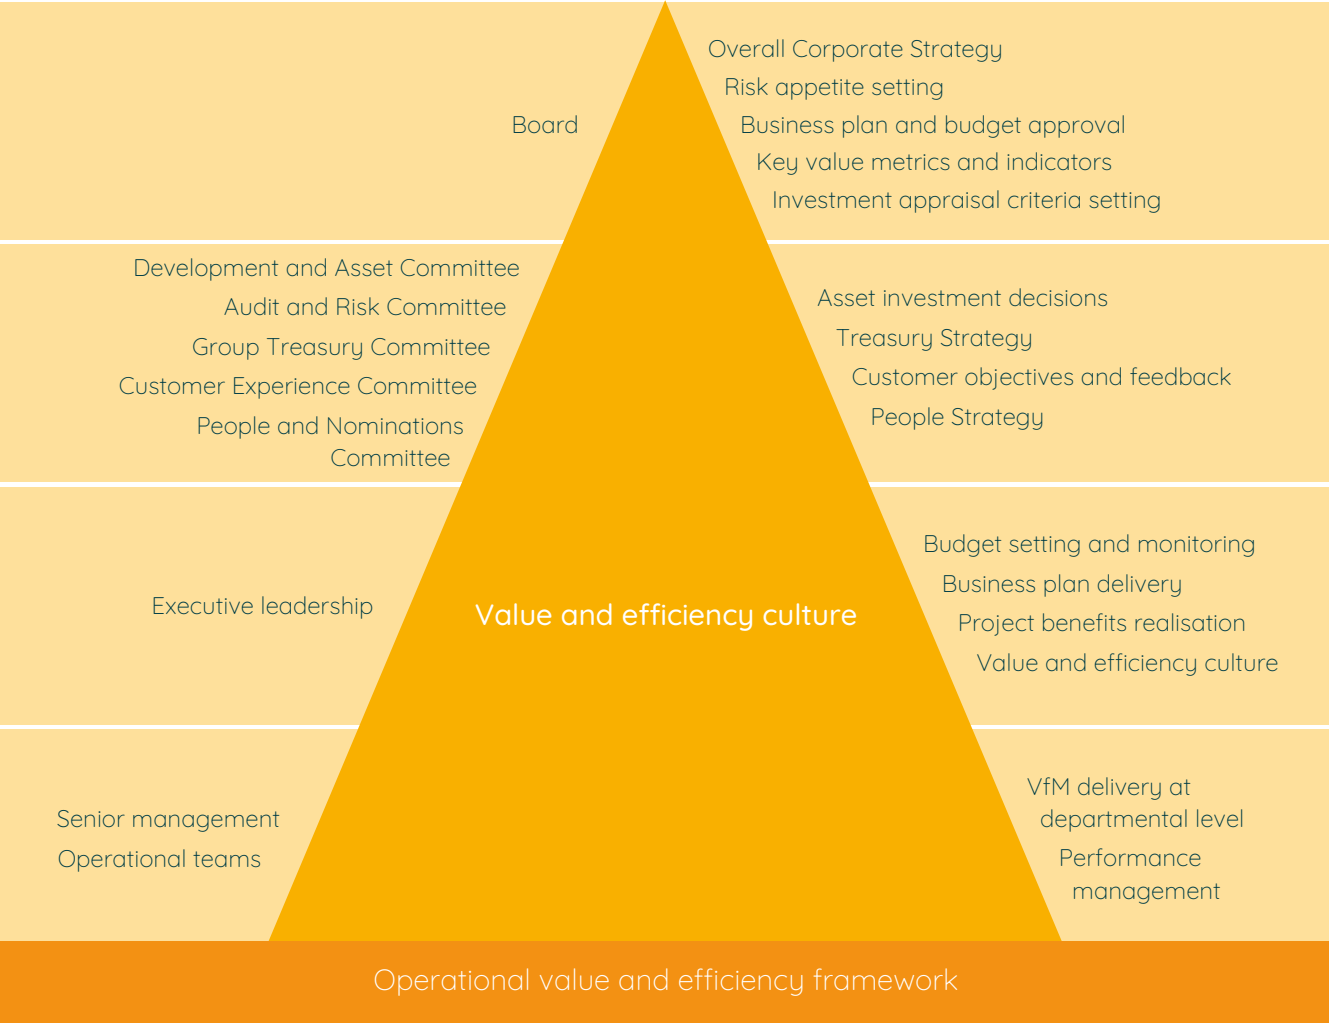 Board
Overall Corporate Strategy
Risk appetite setting
Business plan and budget approval
Key value metrics and indicators
Investment appraisal criteria setting
Development and Asset Committee
Audit and Risk Committee
Group Treasury Committee
Customer Experience Committee
People and Nominations
Committee
Asset investment decisions
Treasury Strategy
Customer objectives and feedback
People Strategy
Executive leadership
Value and efficiency culture
Budget setting and monitoring
Business plan delivery
Project benefits realisation
Value and efficiency culture
Senior management
Operational teams
VfM delivery at
departmental level
Performance
management
Operational value and efficiency framework